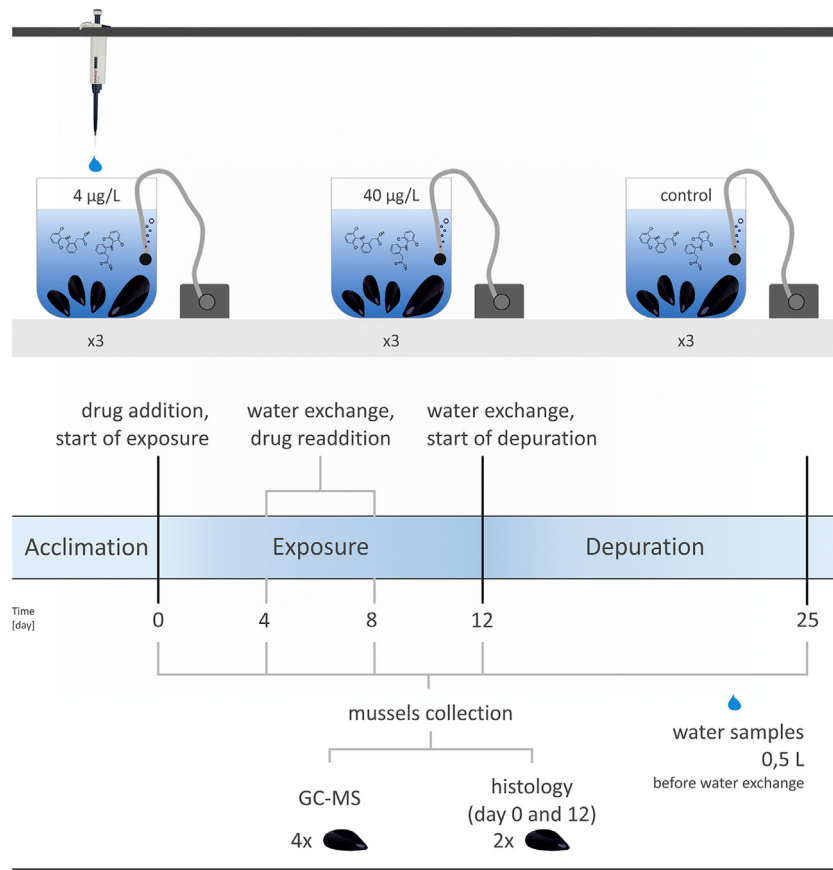 4 µg/L
40 µg/L
control
x3
x3
x3
drug addition,
start of exposure
water exchange,
drug readdition
water exchange,
start of depuration
Acclimation
Exposure
Depuration
Time
[day]
0
4
8
12
25
mussels collection
GC-MS
4x
histology
(day 0 and 12)
2x
water samples
0,5 L
before water exchange